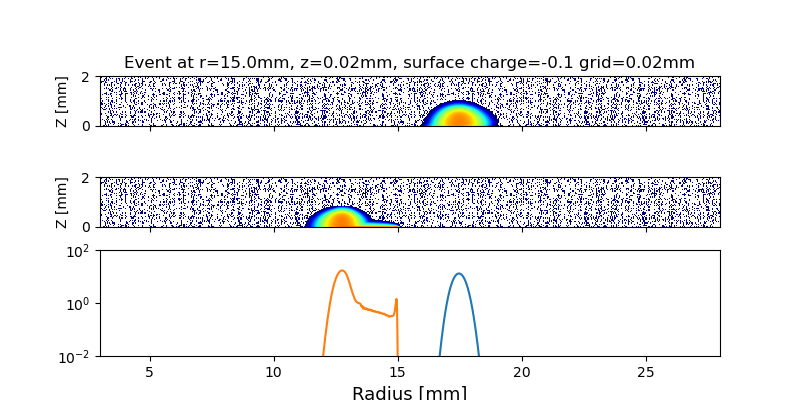 Event at r=15.0mm, z=0.02mm, surface charge=-0.1 grid=0.02mm
2
Z [mm]
0
2
Z [mm]
0
10²
10⁰
10⁻²
5 10 15 20 25
Radius [mm]